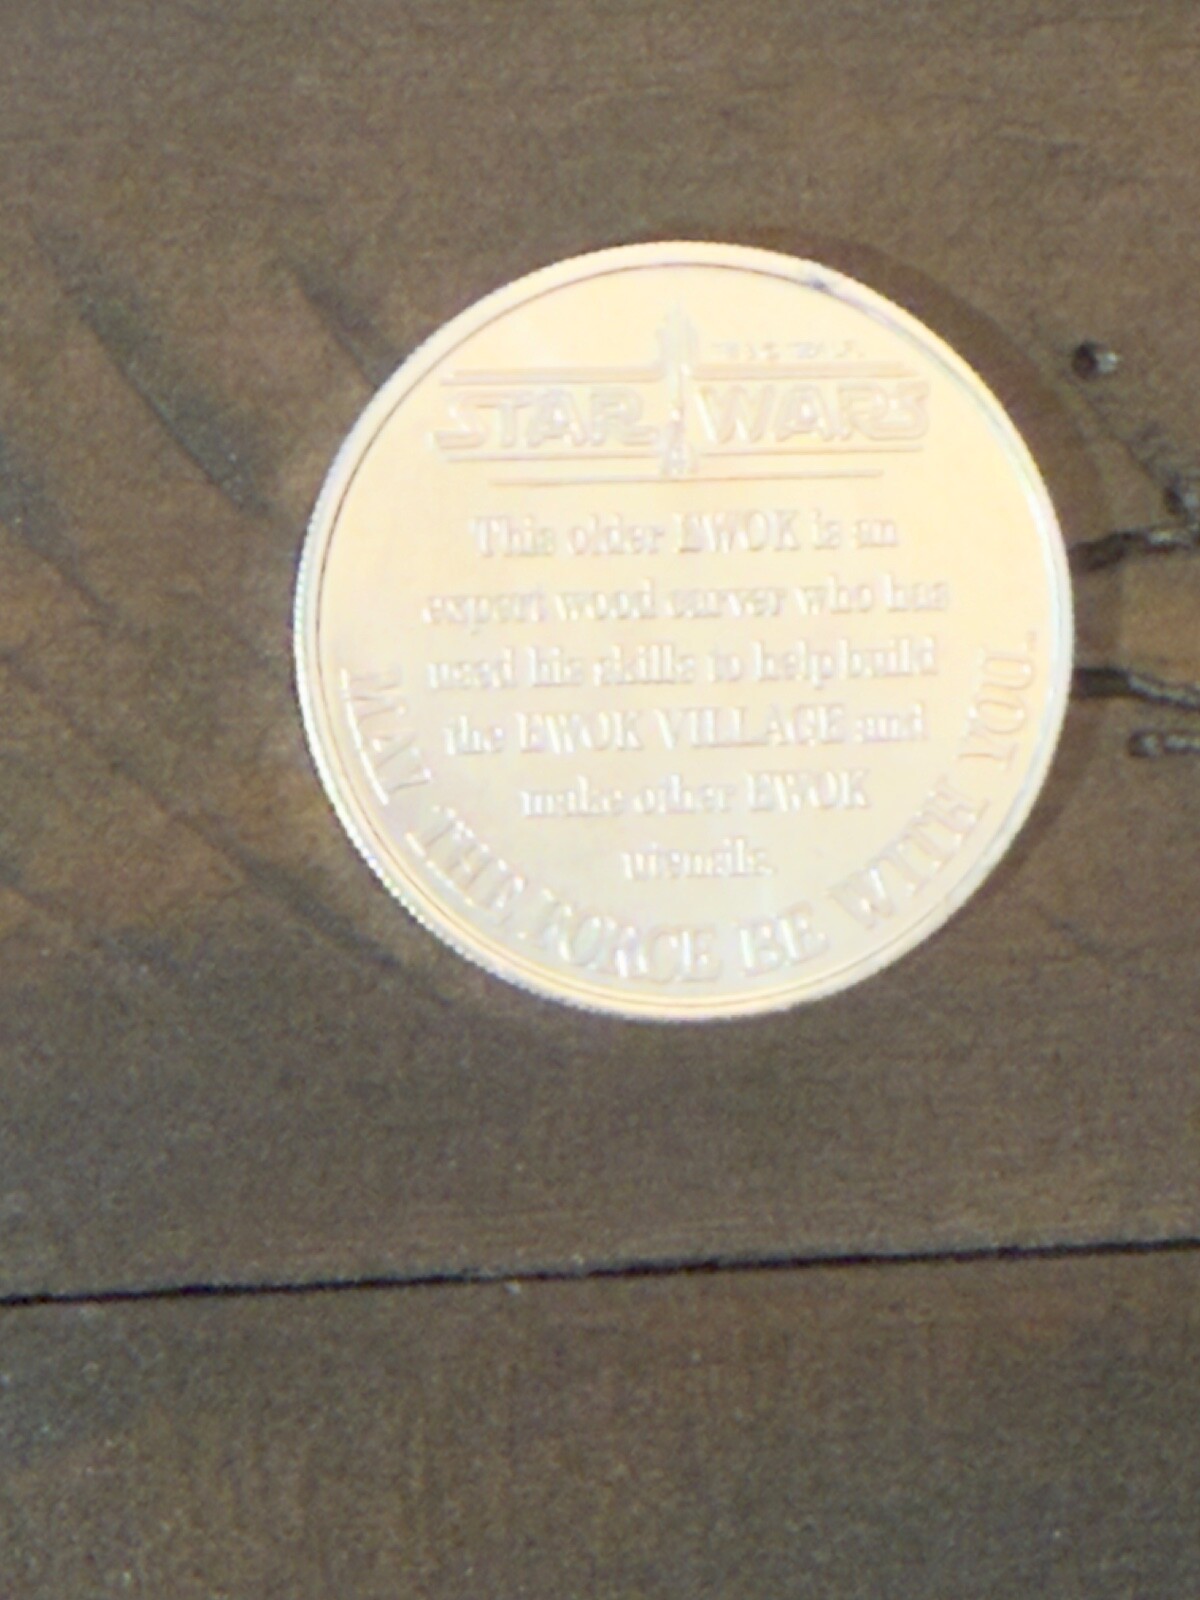 STAR WARS
This older EWOK is an
expert wood carver who has
used his skills to help build
the EWOK VILLAGE and
make other EWOK
utensils.
MAY THE FORCE BE WITH YOU.